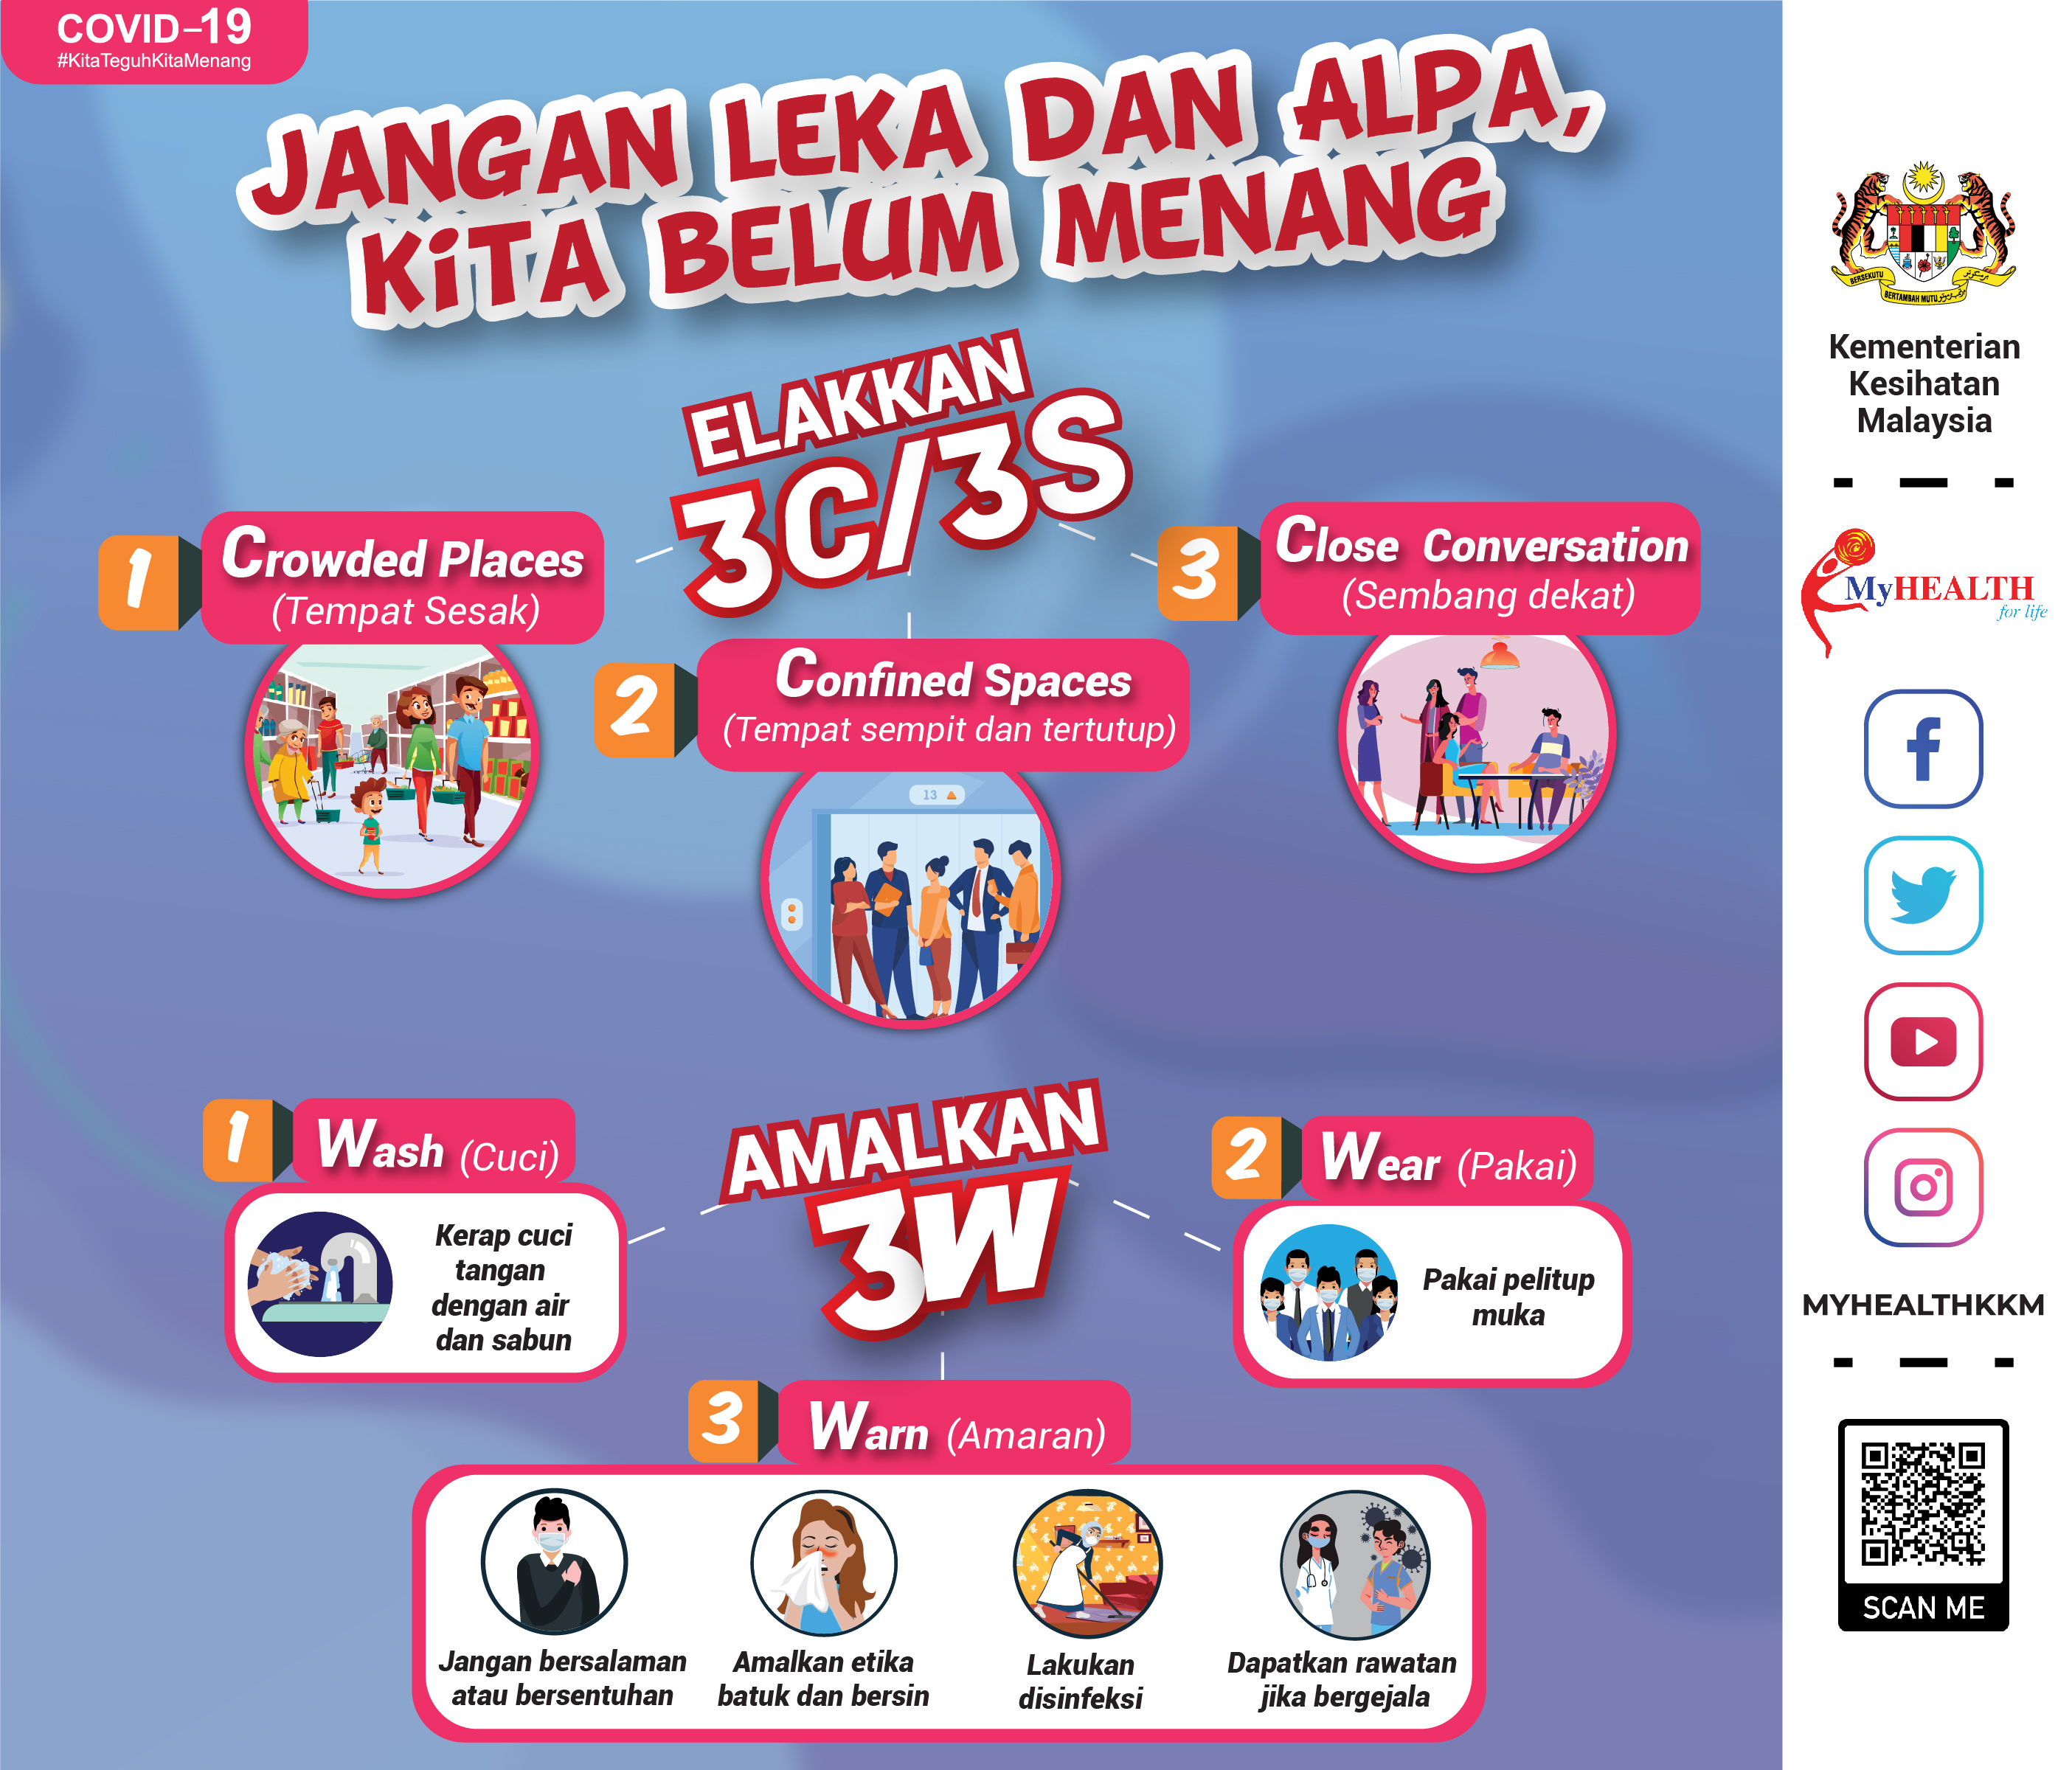 COVID–19
#KitaTeguhKitaMenang
JANGAN LEKA DAN ALPA,
KiTA BELUM MENANG
ELAKKAN
3C/3S
1
Crowded Places
(Tempat Sesak)
2
Confined Spaces
(Tempat sempit dan tertutup)
13
3
Close Conversation
(Sembang dekat)
AMALKAN
3W
1
Wash (Cuci)
Kerap cuci
tangan
dengan air
dan sabun
2
Wear (Pakai)
Pakai pelitup
muka
3
Warn (Amaran)
Jangan bersalaman
atau bersentuhan
Amalkan etika
batuk dan bersin
Lakukan
disinfeksi
Dapatkan rawatan
jika bergejala
BERSEKUTU
BERTAMBAH MUTU
Kementerian
Kesihatan
Malaysia
MyHEALTH
for life
MYHEALTHKKM
SCAN ME